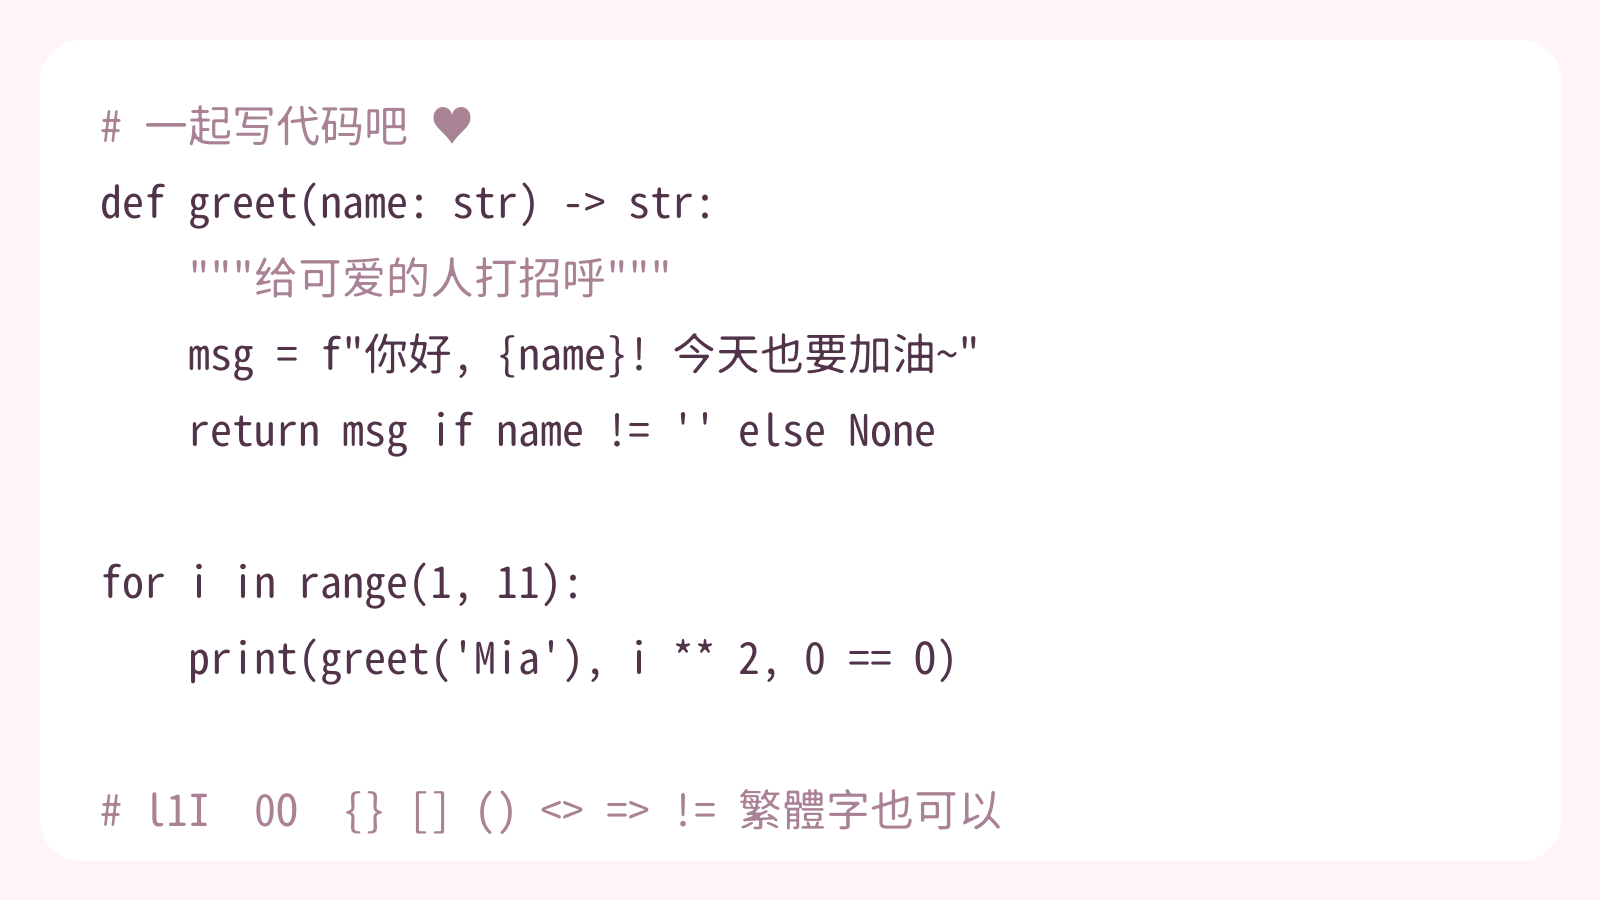 # 一起写代码吧 ♥
def greet(name: str) -> str:
    """给可爱的人打招呼"""
    msg = f"你好, {name}! 今天也要加油~"
    return msg if name != '' else None

for i in range(1, 11):
    print(greet('Mia'), i ** 2, 0 == O)

# l1I  0O  {} [] () <> => != 繁體字也可以